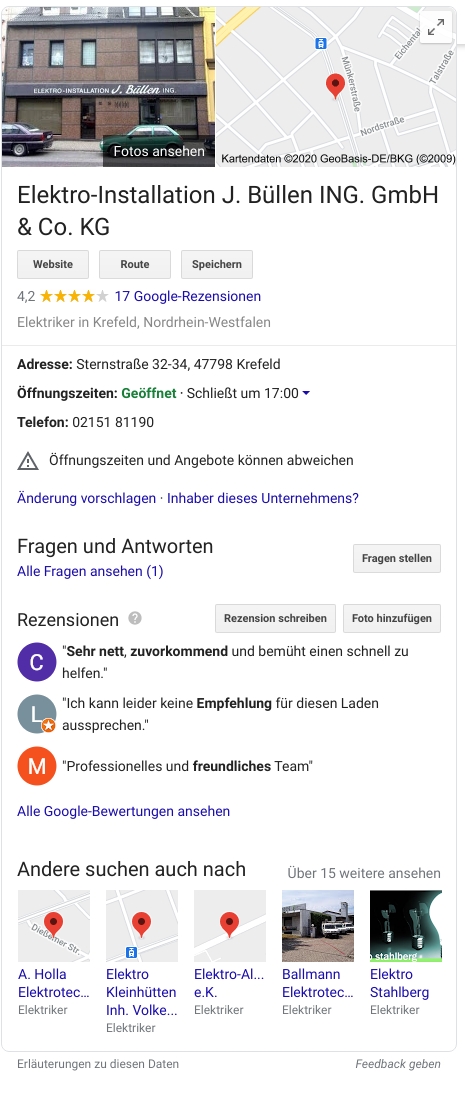 ELEKTRO-INSTALLATION J. Büllen ING.
Fotos ansehen
Münkerstraße
Eichental
Talstraße
Nordstraße
Kartendaten ©2020 GeoBasis-DE/BKG (©2009)
Elektro-Installation J. Büllen ING. GmbH
& Co. KG
Website Route Speichern
4,2 17 Google-Rezensionen
Elektriker in Krefeld, Nordrhein-Westfalen
Adresse: Sternstraße 32-34, 47798 Krefeld
Öffnungszeiten: Geöffnet · Schließt um 17:00
Telefon: 02151 81190
Öffnungszeiten und Angebote können abweichen
Änderung vorschlagen · Inhaber dieses Unternehmens?
Fragen und Antworten
Fragen stellen
Alle Fragen ansehen (1)
Rezensionen ? Rezension schreiben Foto hinzufügen
C "Sehr nett, zuvorkommend und bemüht einen schnell zu
helfen."
L "Ich kann leider keine Empfehlung für diesen Laden
aussprechen."
M "Professionelles und freundliches Team"
Alle Google-Bewertungen ansehen
Andere suchen auch nach Über 15 weitere ansehen
Dießemer Str.
stahlberg
A. Holla
Elektrotec...
Elektriker
Elektro
Kleinhütten
Inh. Volke...
Elektriker
Elektro-Al...
e.K.
Elektriker
Ballmann
Elektrotec...
Elektriker
Elektro
Stahlberg
Elektriker
Erläuterungen zu diesen Daten Feedback geben